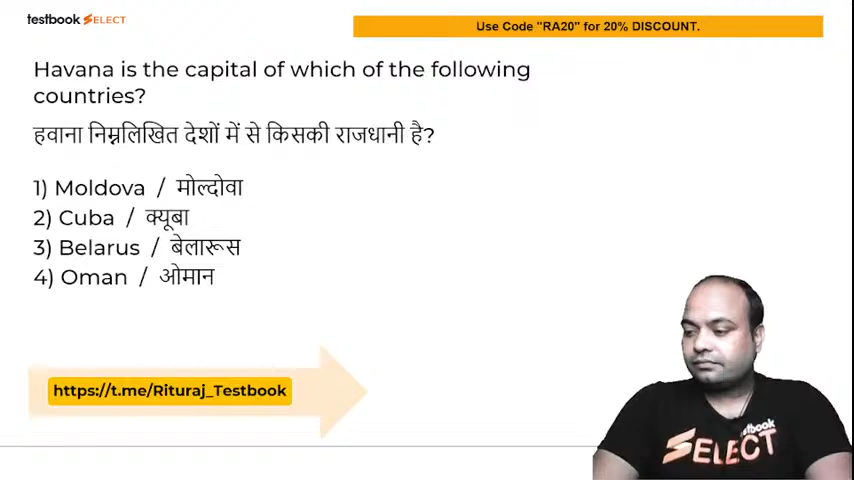 testbook SELECT
Use Code "RA20" for 20% DISCOUNT.
Havana is the capital of which of the following
countries?
हवाना निम्नलिखित देशों में से किसकी राजधानी है?
1) Moldova / मोल्दोवा
2) Cuba / क्यूबा
3) Belarus / बेलारूस
4) Oman / ओमान
https://t.me/Rituraj_Testbook
testbook
SELECT